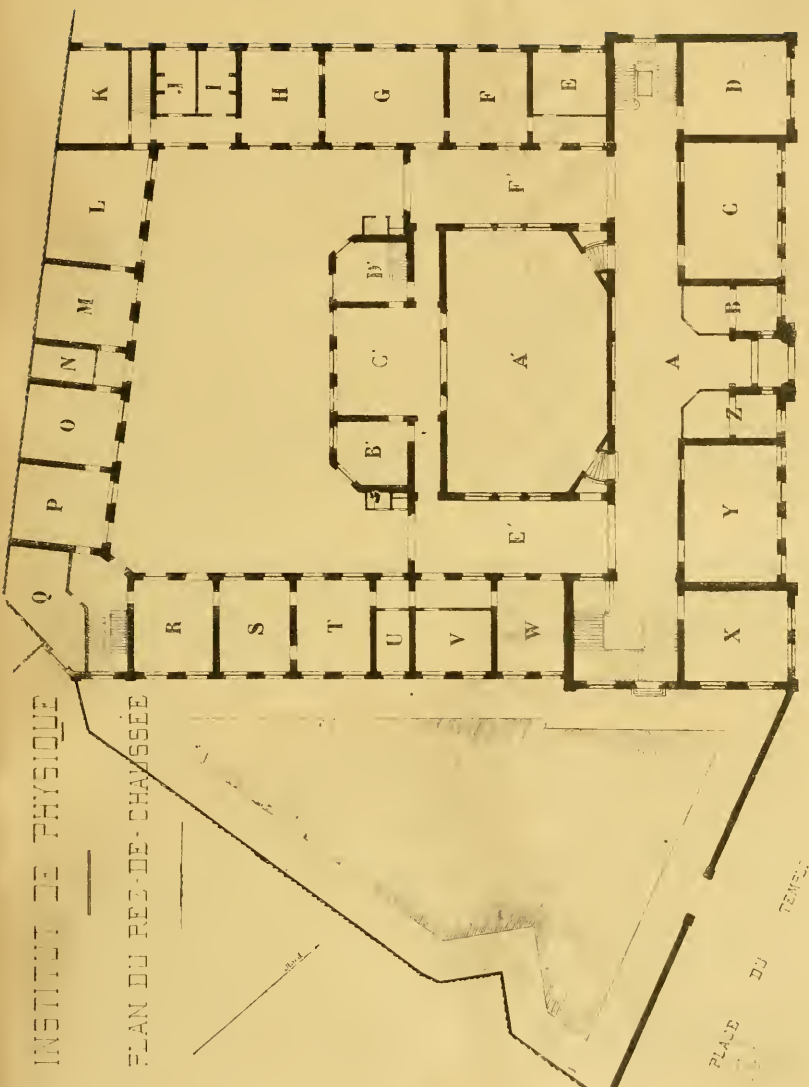 INSTITUT DE PHYSIQUE
PLAN DU REZ-DE-CHAUSSÉE
K
J
I
H
G
F
E
D
L
M
N
O
P
Q
R
S
T
U
V
W
X
Y
Z
A
B
C
A'
B'
C'
D'
E'
F'
PLACE DU